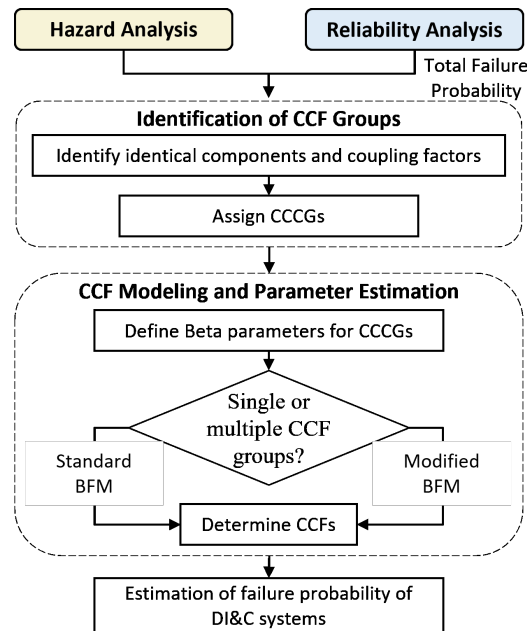 Hazard Analysis
Reliability Analysis
Total Failure
Probability
Identification of CCF Groups
Identify identical components and coupling factors
Assign CCCGs
CCF Modeling and Parameter Estimation
Define Beta parameters for CCCGs
Single or
multiple CCF
groups?
Standard
BFM
Modified
BFM
Determine CCFs
Estimation of failure probability of
DI&C systems